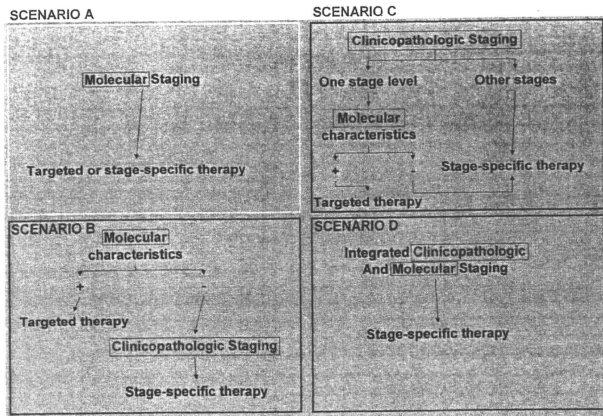 SCENARIO A
Molecular Staging
Targeted or stage-specific therapy
SCENARIO B
Molecular
characteristics
+ -
Targeted therapy
Clinicopathologic Staging
Stage-specific therapy
SCENARIO C
Clinicopathologic Staging
One stage level Other stages
Molecular
characteristics
+ -
Stage-specific therapy
Targeted therapy
SCENARIO D
Integrated Clinicopathologic
And Molecular Staging
Stage-specific therapy